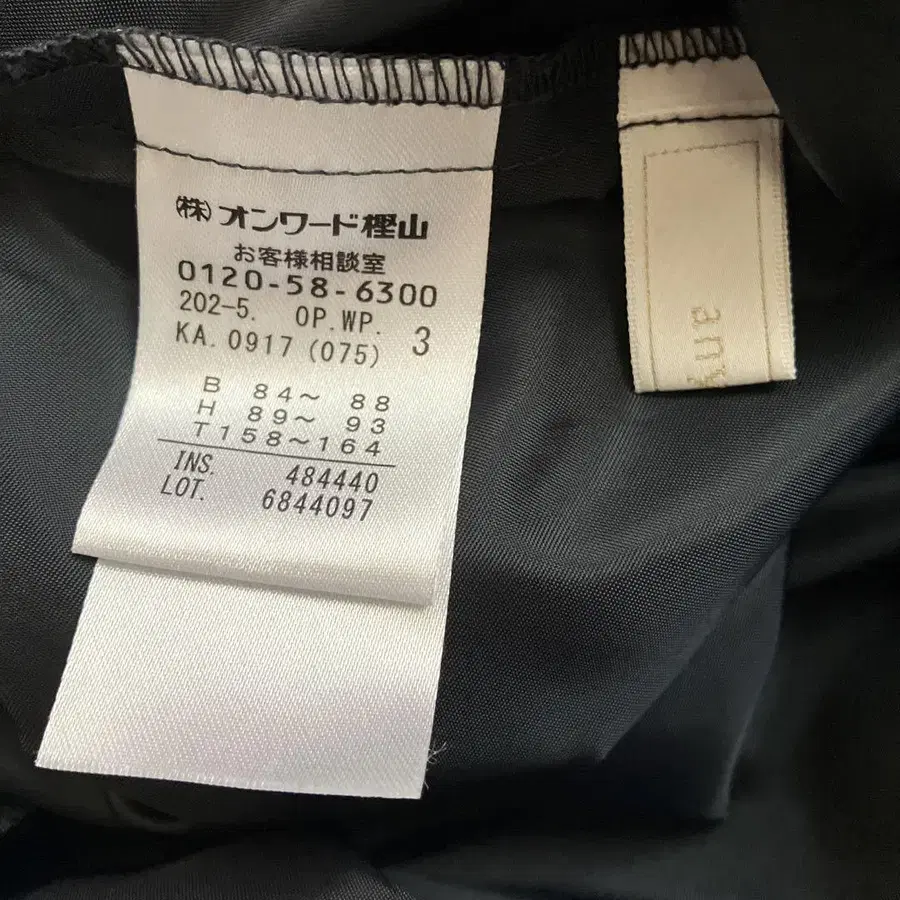 ㈱オンワード樫山
お客様相談室
0120-58-6300
202-5. OP.WP. 3
KA.0917(075)
B 84～ 88
H 89～ 93
T158～164
INS. 484440
LOT. 6844097
any